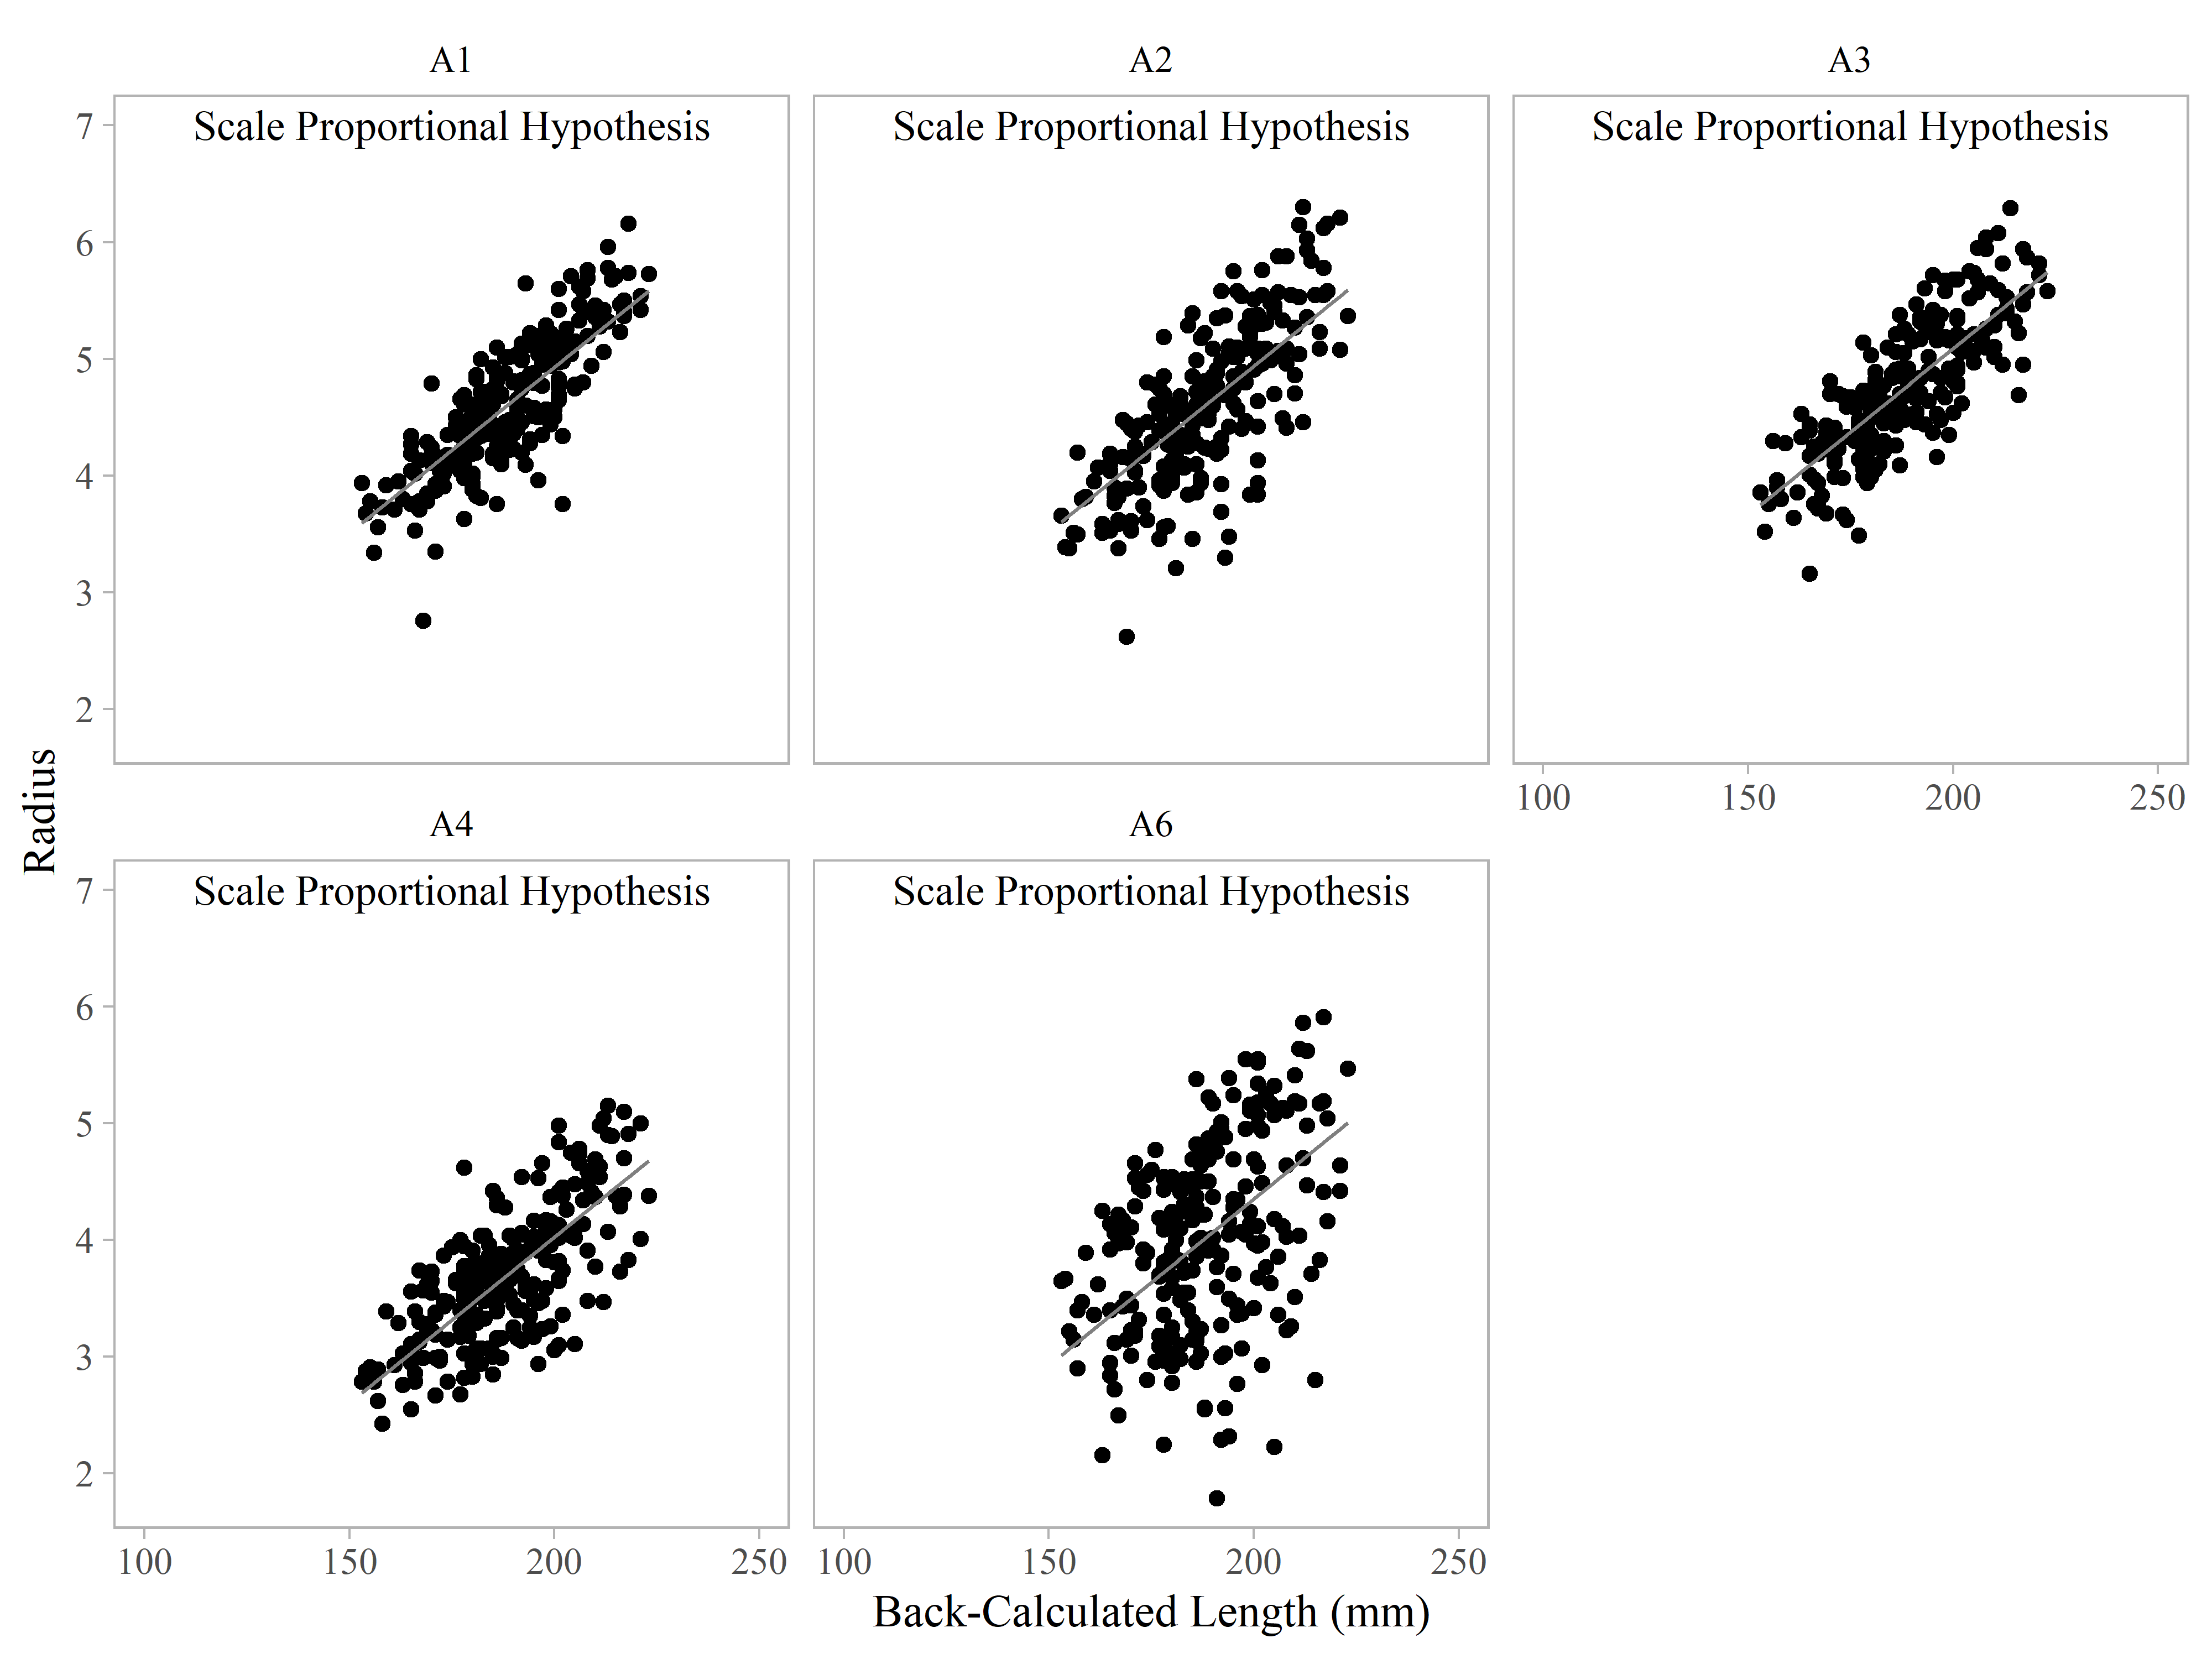 A1
A2
A3
Scale Proportional Hypothesis
Scale Proportional Hypothesis
Scale Proportional Hypothesis
7
6
5
4
3
2
100 150 200 250
Radius
A4
A6
Scale Proportional Hypothesis
Scale Proportional Hypothesis
7
6
5
4
3
2
100 150 200 250
100 150 200 250
Back-Calculated Length (mm)